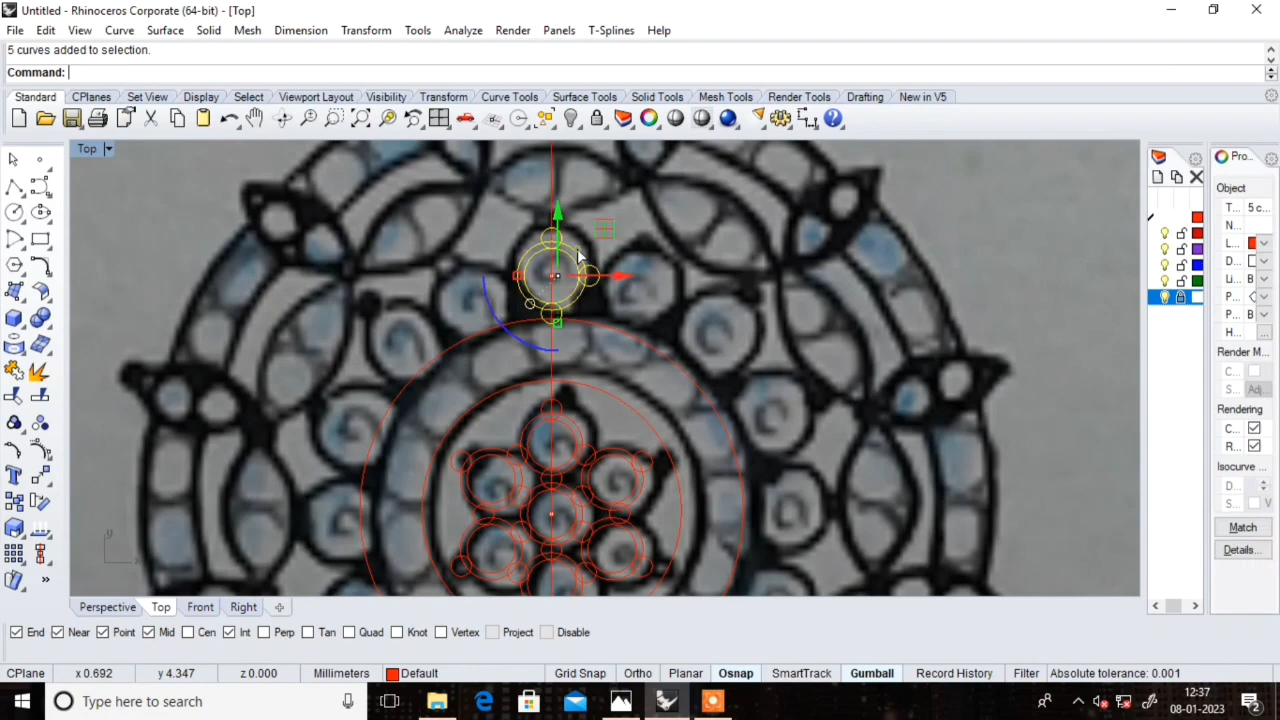 Untitled - Rhinoceros Corporate (64-bit) - [Top]
File Edit View Curve Surface Solid Mesh Dimension Transform Tools Analyze Render Panels T-Splines Help
5 curves added to selection.
Command:
Standard CPlanes Set View Display Select Viewport Layout Visibility Transform Curve Tools Surface Tools Solid Tools Mesh Tools Render Tools Drafting New in V5
Top
Pro...
Object
T... 5 c...
N...
L...
D...
Li... B
P...
P... B
H... ...
Render M...
C...
S... Adj
Rendering
C...
R...
Isocurve ...
D...
S... V
Match
Details...
y
Perspective Top Front Right
End Near Point Mid Cen Int Perp Tan Quad Knot Vertex Project Disable
CPlane x 0.692 y 4.347 z 0.000 Millimeters Default Grid Snap Ortho Planar Osnap SmartTrack Gumball Record History Filter Absolute tolerance: 0.001
Type here to search
12:37
08-01-2023
2